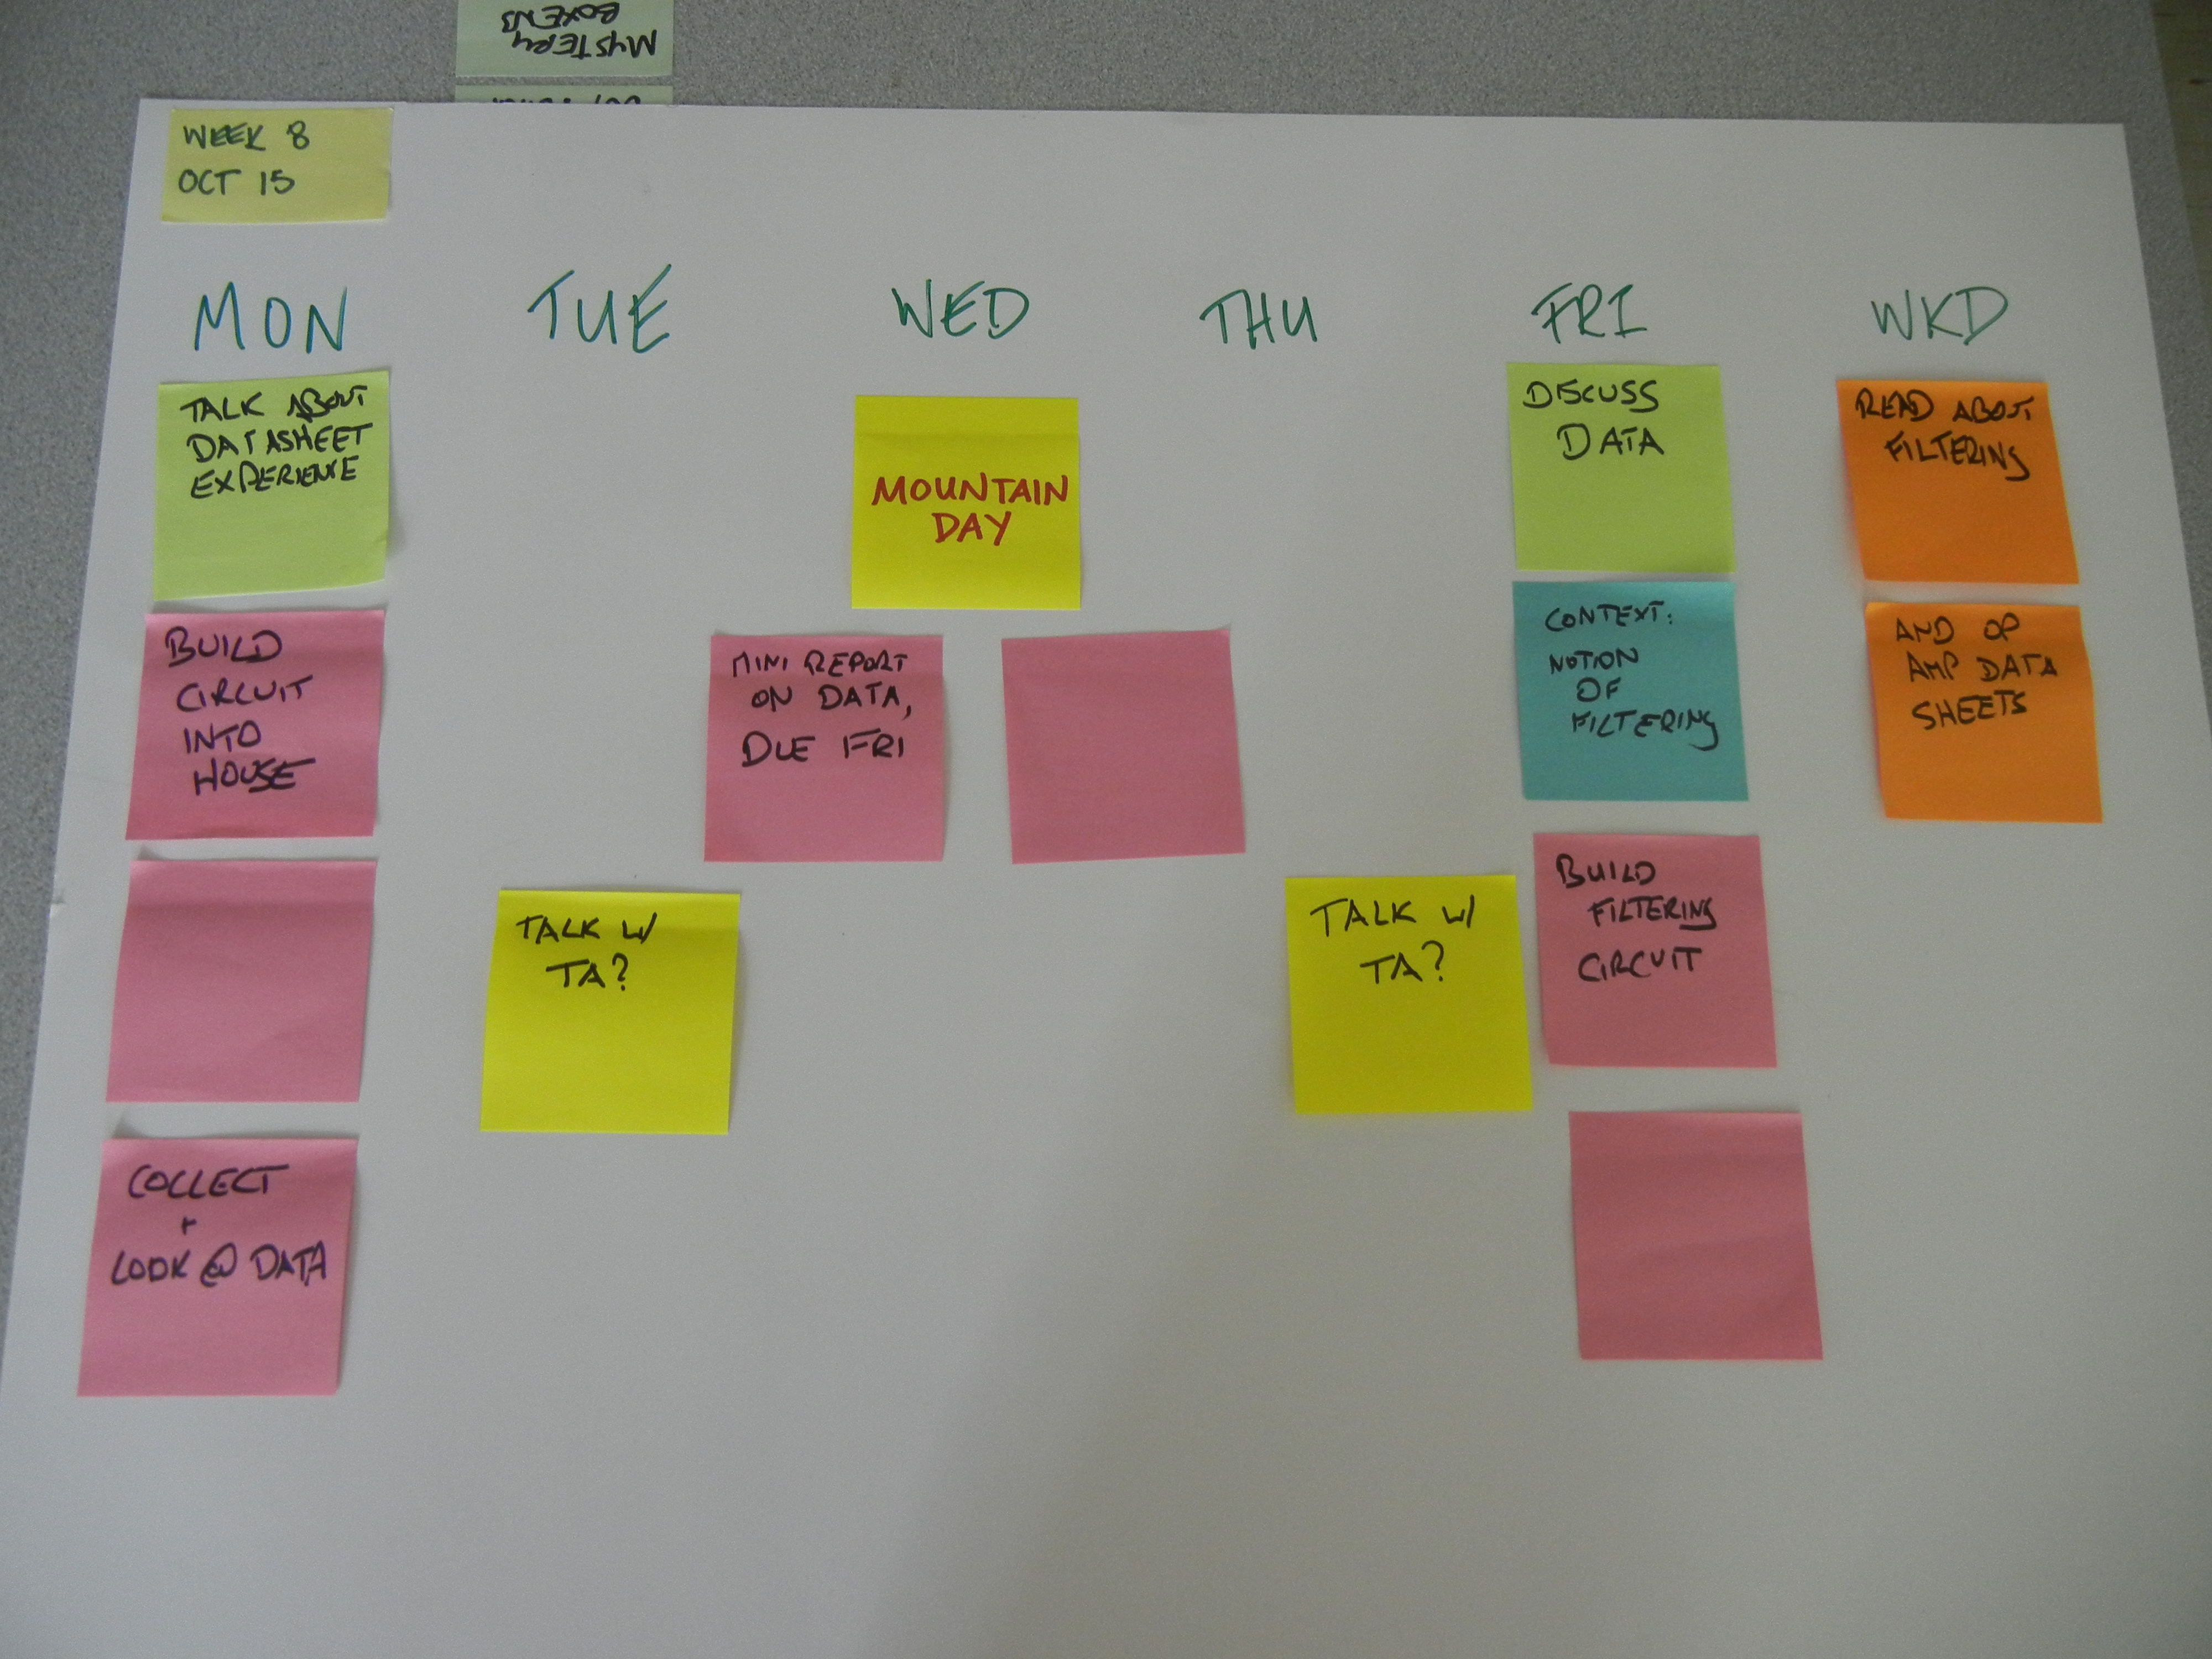 MYSTERY
BOXENS
WEEK 8
OCT 15
MON
TUE
WED
THU
FRI
WKD
TALK ABOUT
DATASHEET
EXPERIENCE
BUILD
CIRCUIT
INTO
HOUSE
COLLECT
+
LOOK @ DATA
TALK W/
TA?
MOUNTAIN
DAY
MINI REPORT
ON DATA,
DUE FRI
TALK W/
TA?
DISCUSS
DATA
CONTEXT:
NOTION
OF
FILTERING
BUILD
FILTERING
CIRCUIT
READ ABOUT
FILTERING
AND OP
AMP DATA
SHEETS